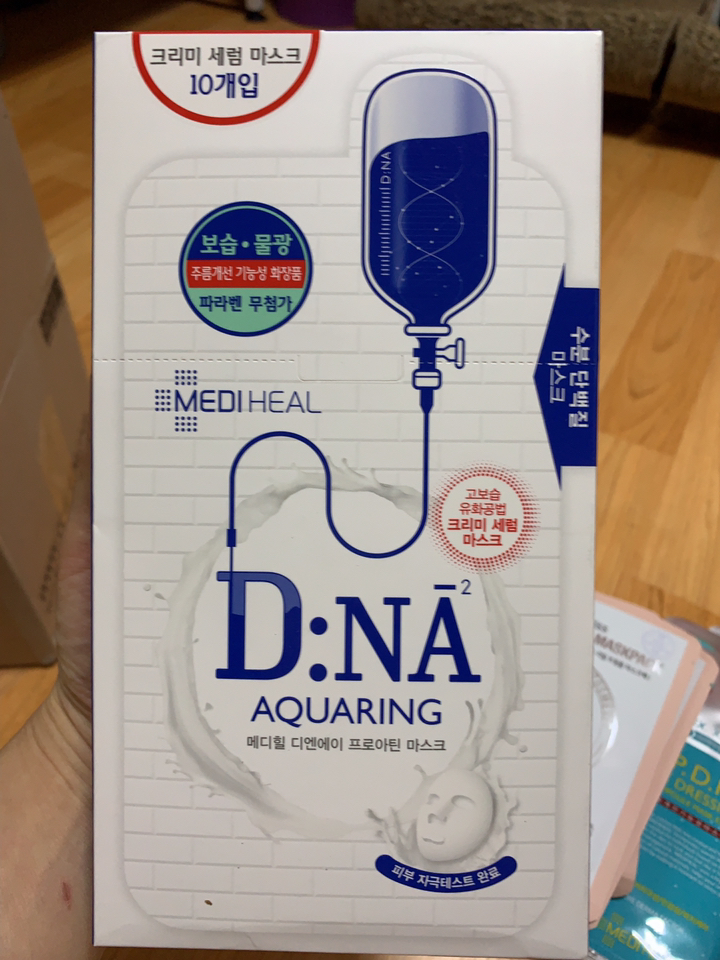 크리미 세럼 마스크
10개입
D:NA
보습•물광
주름개선 기능성 화장품
파라벤 무첨가
수분 단백질
마스크
MEDIHEAL
고보습
유화공법
크리미 세럼
마스크
D:NA²
AQUARING
메디힐 디엔에이 프로아틴 마스크
피부 자극테스트 완료
MASKPA
P.D.
DRESS
MEDI